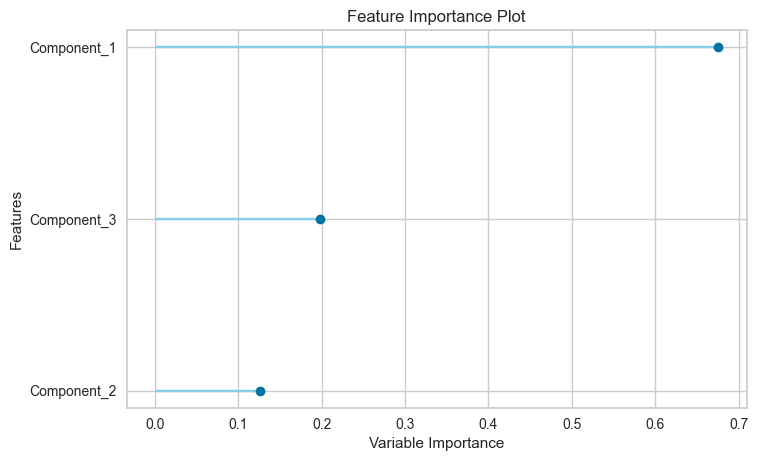 Feature Importance Plot
Component_1
Component_3
Component_2
Features
0.0 0.1 0.2 0.3 0.4 0.5 0.6 0.7
Variable Importance